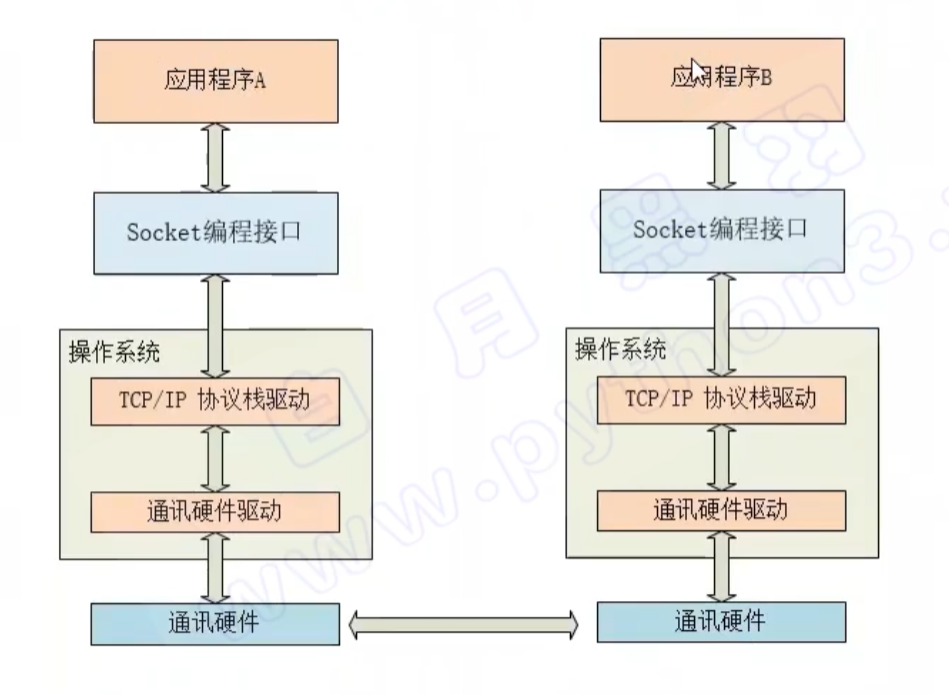 应用程序A
Socket编程接口
操作系统
TCP/IP 协议栈驱动
通讯硬件驱动
通讯硬件
应用程序B
Socket编程接口
操作系统
TCP/IP 协议栈驱动
通讯硬件驱动
通讯硬件
白月黑羽
www.python3.